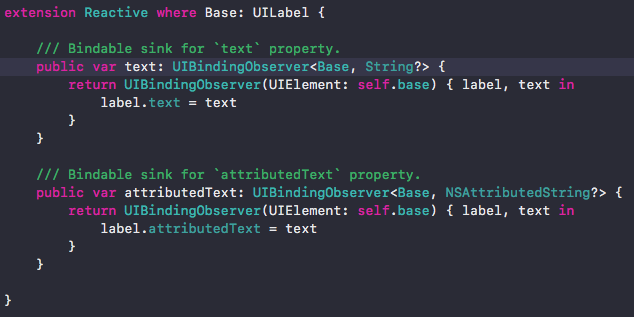 extension Reactive where Base: UILabel {
/// Bindable sink for `text` property.
public var text: UIBindingObserver<Base, String?> {
return UIBindingObserver(UIElement: self.base) { label, text in
label.text = text
}
}
/// Bindable sink for `attributedText` property.
public var attributedText: UIBindingObserver<Base, NSAttributedString?> {
return UIBindingObserver(UIElement: self.base) { label, text in
label.attributedText = text
}
}
}